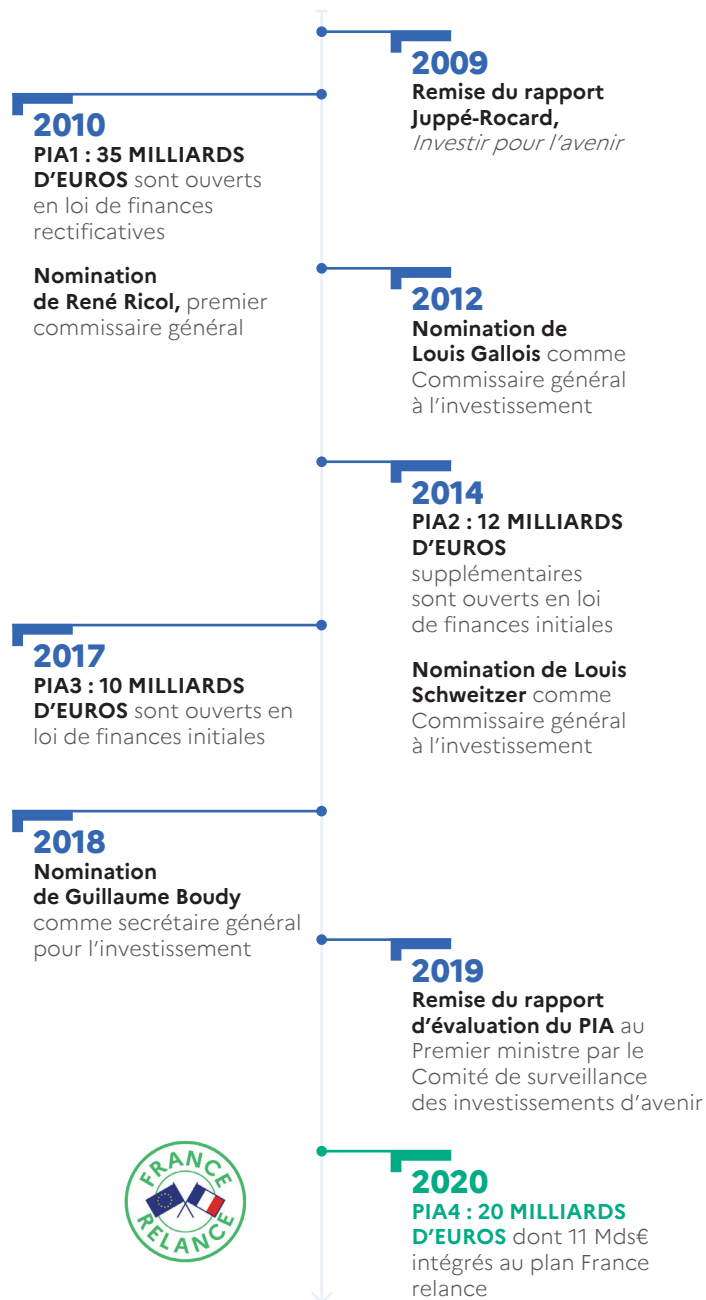 2009
Remise du rapport
Juppé-Rocard,
Investir pour l'avenir
2010
PIA1 : 35 MILLIARDS
D'EUROS sont ouverts
en loi de finances
rectificatives
Nomination
de René Ricol, premier
commissaire général
2012
Nomination de
Louis Gallois comme
Commissaire général
à l'investissement
2014
PIA2 : 12 MILLIARDS
D'EUROS
supplémentaires
sont ouverts en loi
de finances initiales
Nomination de Louis
Schweitzer comme
Commissaire général
à l'investissement
2017
PIA3 : 10 MILLIARDS
D'EUROS sont ouverts en
loi de finances initiales
2018
Nomination
de Guillaume Boudy
comme secrétaire général
pour l'investissement
2019
Remise du rapport
d'évaluation du PIA au
Premier ministre par le
Comité de surveillance
des investissements d'avenir
FRANCE
RELANCE
2020
PIA4 : 20 MILLIARDS
D'EUROS dont 11 Mds€
intégrés au plan France
relance